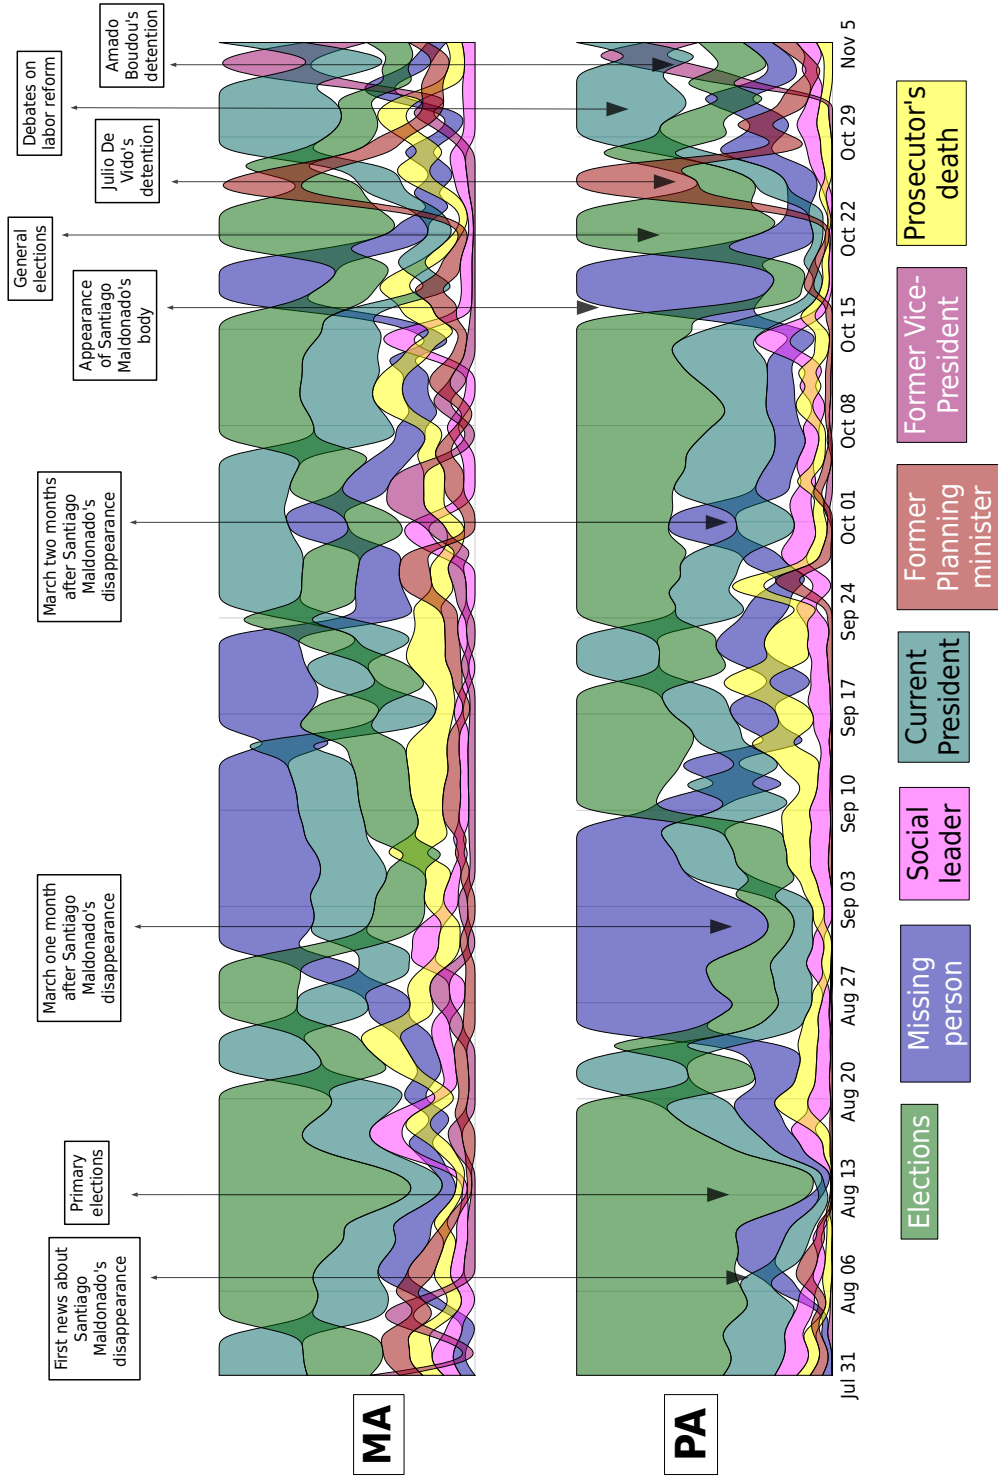 First news about
Santiago
Maldonado's
disappearance
Primary
elections
March one month
after Santiago
Maldonado's
disappearance
March two months
after Santiago
Maldonado's
disappearance
Appearance
of Santiago
Maldonado's
body
General
elections
Julio De
Vido's
detention
Debates on
labor reform
Amado
Boudou's
detention
MA
PA
Jul 31
Aug 06
Aug 13
Aug 20
Aug 27
Sep 03
Sep 10
Sep 17
Sep 24
Oct 01
Oct 08
Oct 15
Oct 22
Oct 29
Nov 5
Elections
Missing
person
Social
leader
Current
President
Former
Planning
minister
Former Vice-
President
Prosecutor's
death